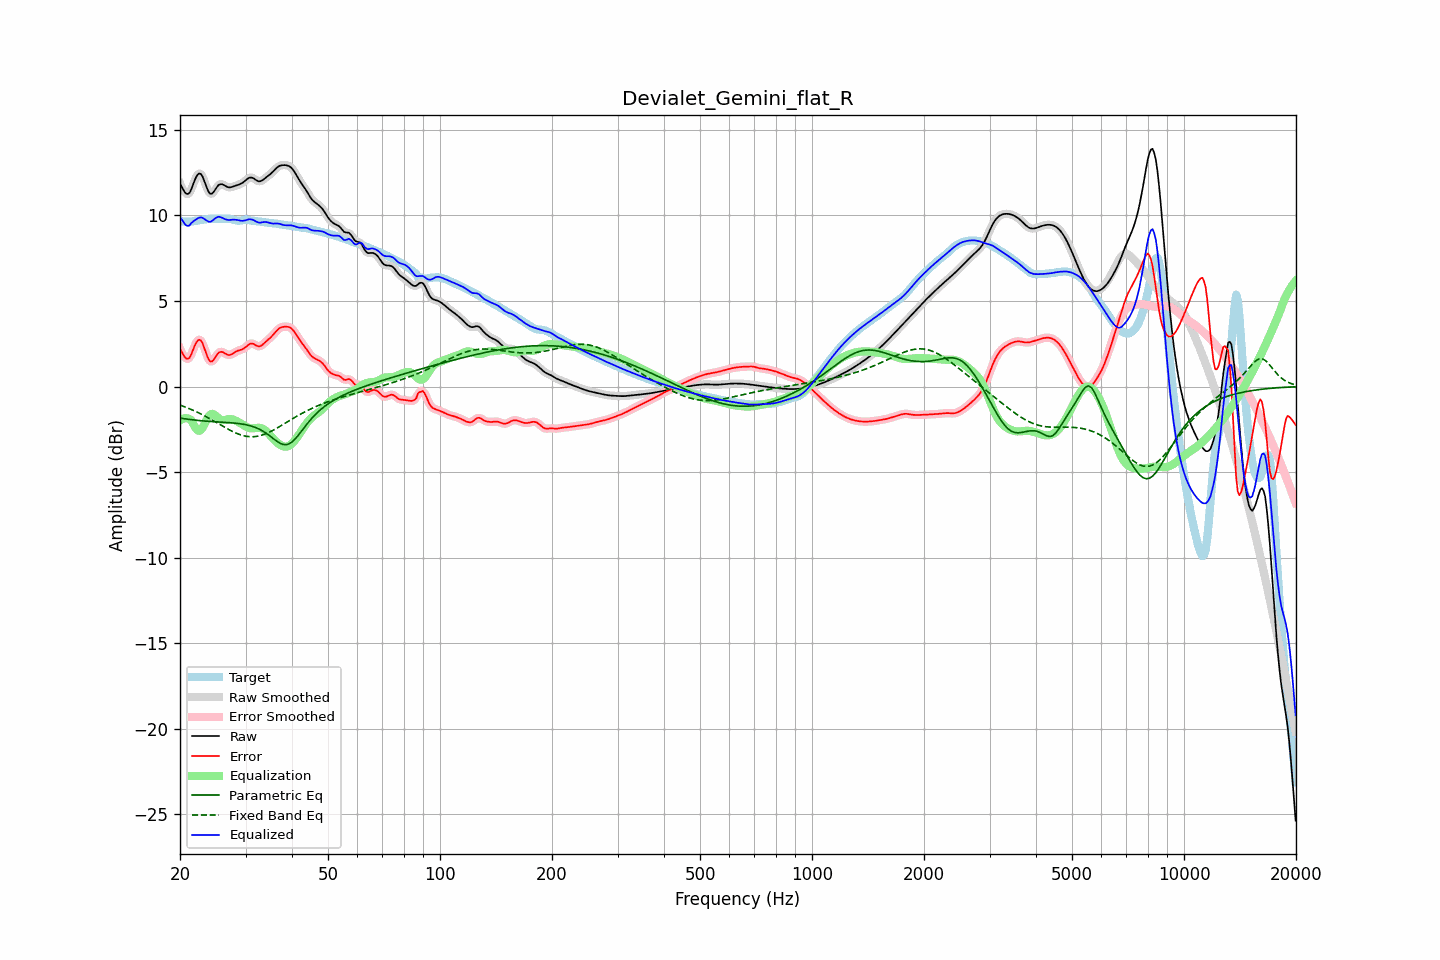 Devialet_Gemini_flat_R
Amplitude (dBr)
15
10
5
0
−5
−10
−15
−20
−25
Target
Raw Smoothed
Error Smoothed
Raw
Error
Equalization
Parametric Eq
Fixed Band Eq
Equalized
20 50 100 200 500 1000 2000 5000 10000 20000
Frequency (Hz)